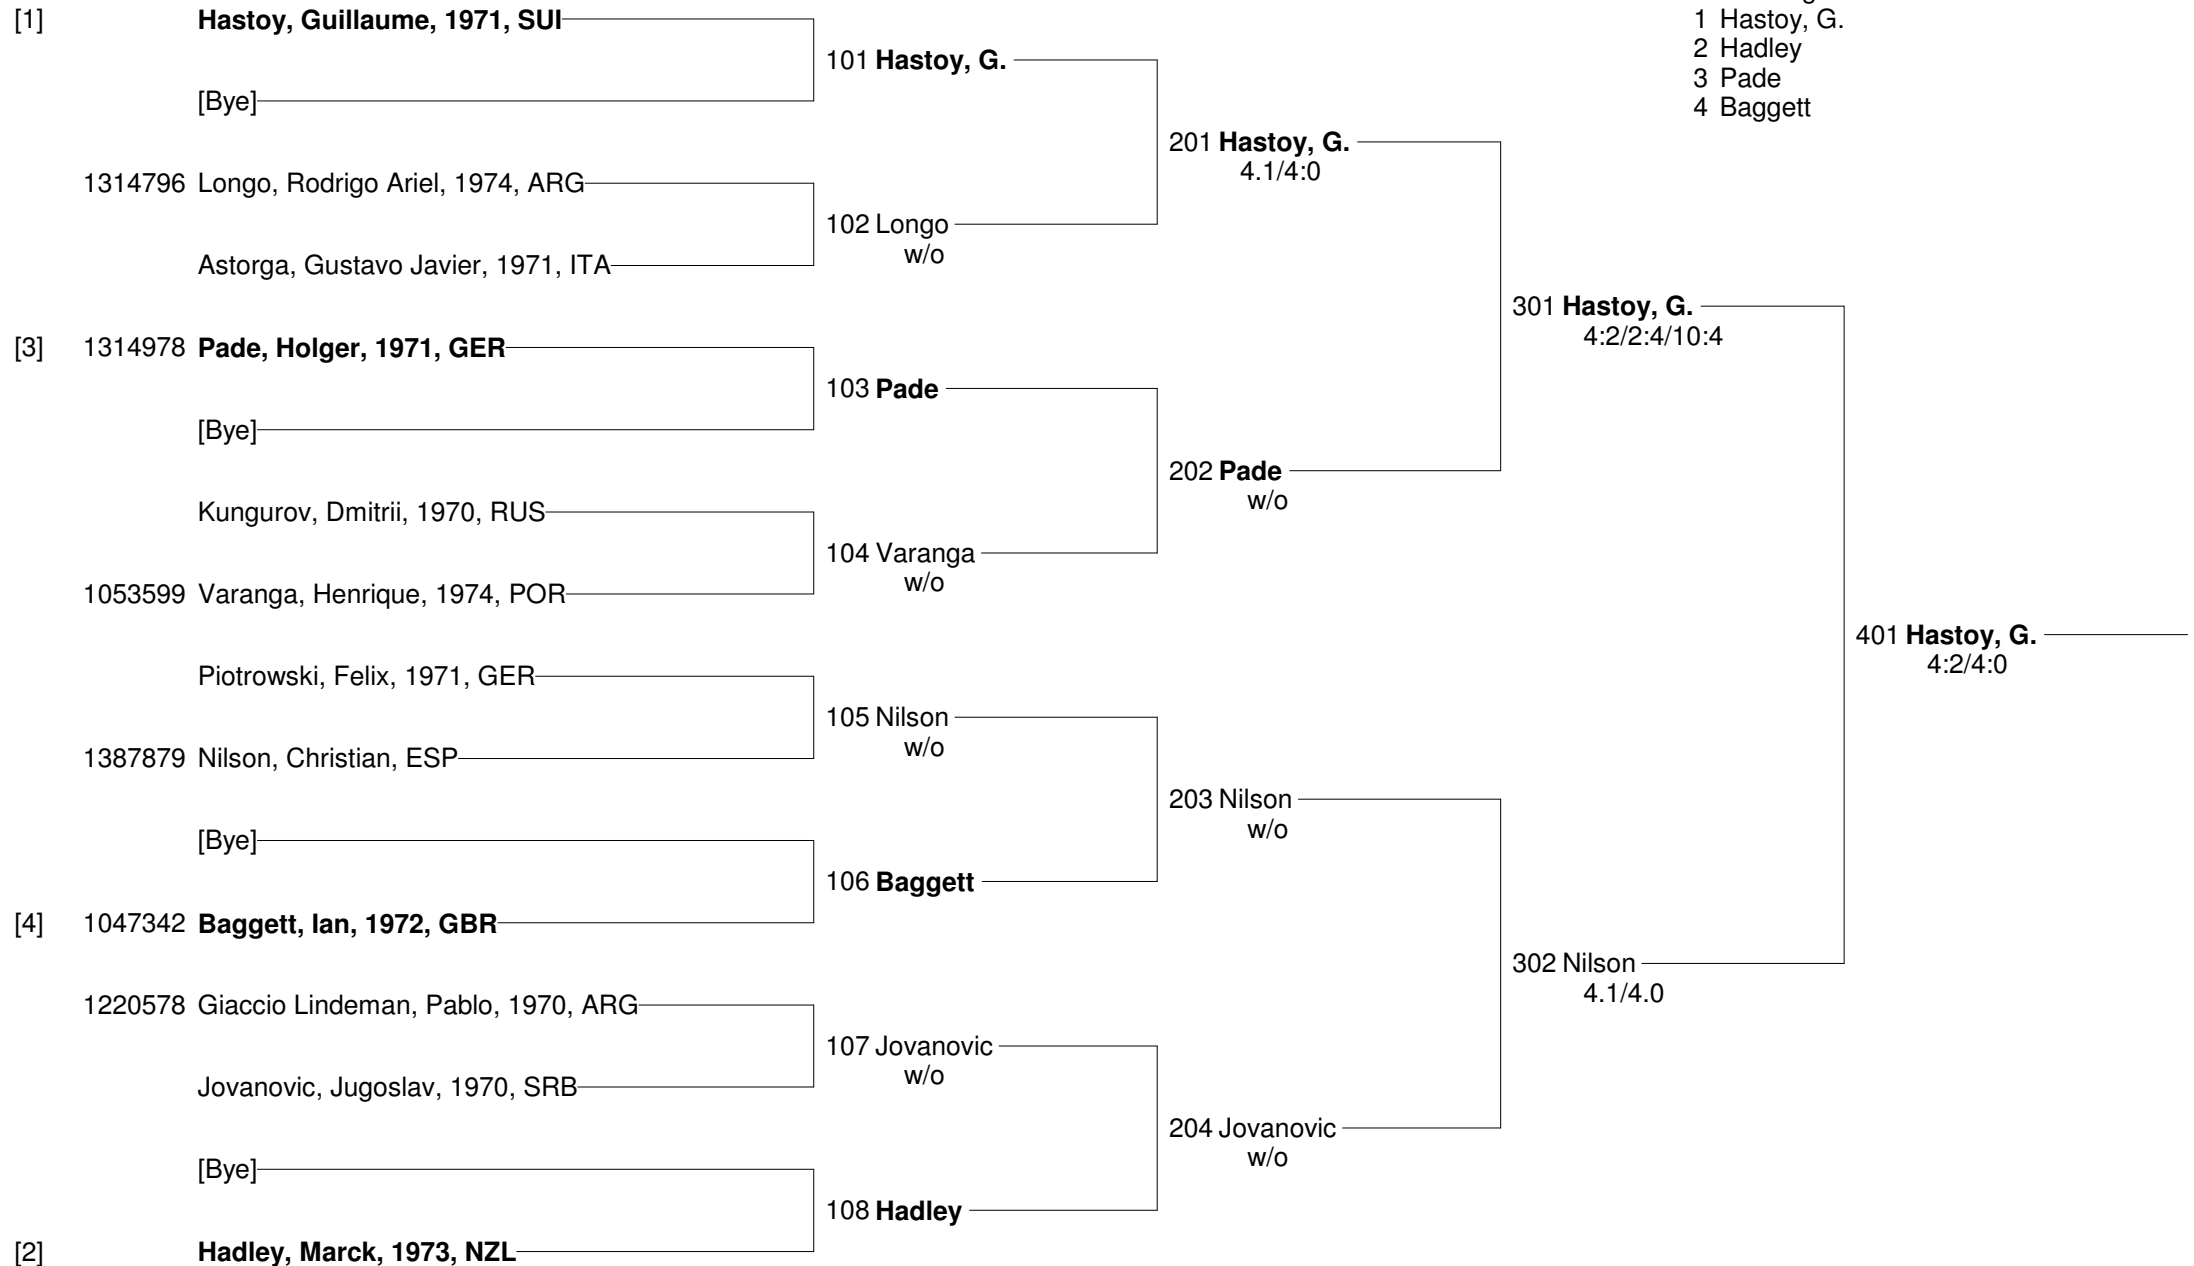 [1] Hastoy, Guillaume, 1971, SUI
[Bye]
1314796 Longo, Rodrigo Ariel, 1974, ARG
Astorga, Gustavo Javier, 1971, ITA
[3] 1314978 Pade, Holger, 1971, GER
[Bye]
Kungurov, Dmitrii, 1970, RUS
1053599 Varanga, Henrique, 1974, POR
Piotrowski, Felix, 1971, GER
1387879 Nilson, Christian, ESP
[Bye]
[4] 1047342 Baggett, Ian, 1972, GBR
1220578 Giaccio Lindeman, Pablo, 1970, ARG
Jovanovic, Jugoslav, 1970, SRB
[Bye]
[2] Hadley, Marck, 1973, NZL
101 Hastoy, G.
102 Longo
w/o
103 Pade
104 Varanga
w/o
105 Nilson
w/o
106 Baggett
107 Jovanovic
w/o
108 Hadley
201 Hastoy, G.
4.1/4:0
202 Pade
w/o
203 Nilson
w/o
204 Jovanovic
w/o
301 Hastoy, G.
4:2/2:4/10:4
302 Nilson
4.1/4.0
401 Hastoy, G.
4:2/4:0
1 Hastoy, G.
2 Hadley
3 Pade
4 Baggett